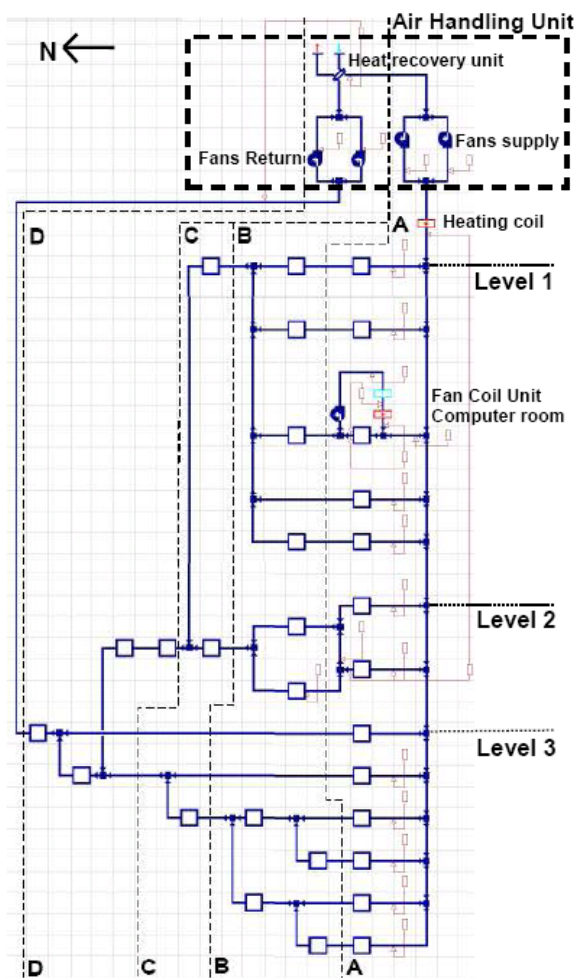 Air Handling Unit
N
Heat recovery unit
Fans Return
Fans supply
Heating coil
D
C
B
A
Level 1
Fan Coil Unit
Computer room
Level 2
Level 3
D
C
B
A